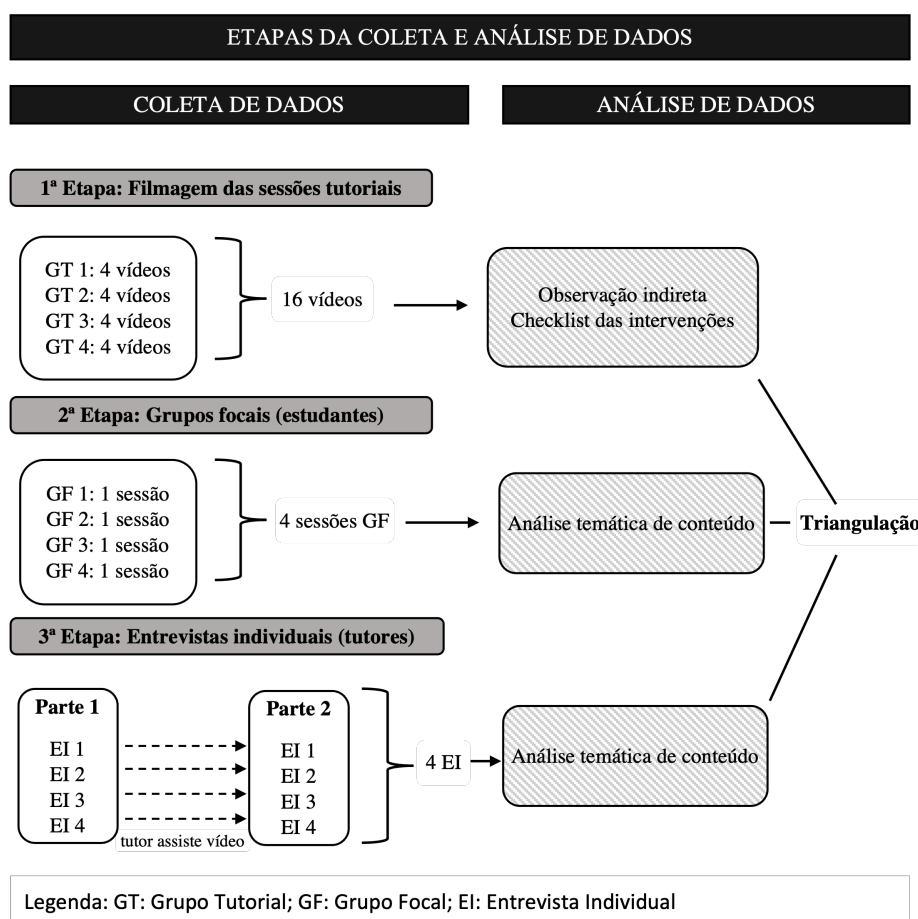 ETAPAS DA COLETA E ANÁLISE DE DADOS
COLETA DE DADOS
ANÁLISE DE DADOS
1ª Etapa: Filmagem das sessões tutoriais
GT 1: 4 vídeos
GT 2: 4 vídeos
GT 3: 4 vídeos
GT 4: 4 vídeos
16 vídeos
Observação indireta
Checklist das intervenções
2ª Etapa: Grupos focais (estudantes)
GF 1: 1 sessão
GF 2: 1 sessão
GF 3: 1 sessão
GF 4: 1 sessão
4 sessões GF
Análise temática de conteúdo
Triangulação
3ª Etapa: Entrevistas individuais (tutores)
Parte 1
EI 1
EI 2
EI 3
EI 4
tutor assiste vídeo
Parte 2
EI 1
EI 2
EI 3
EI 4
4 EI
Análise temática de conteúdo
Legenda: GT: Grupo Tutorial; GF: Grupo Focal; EI: Entrevista Individual